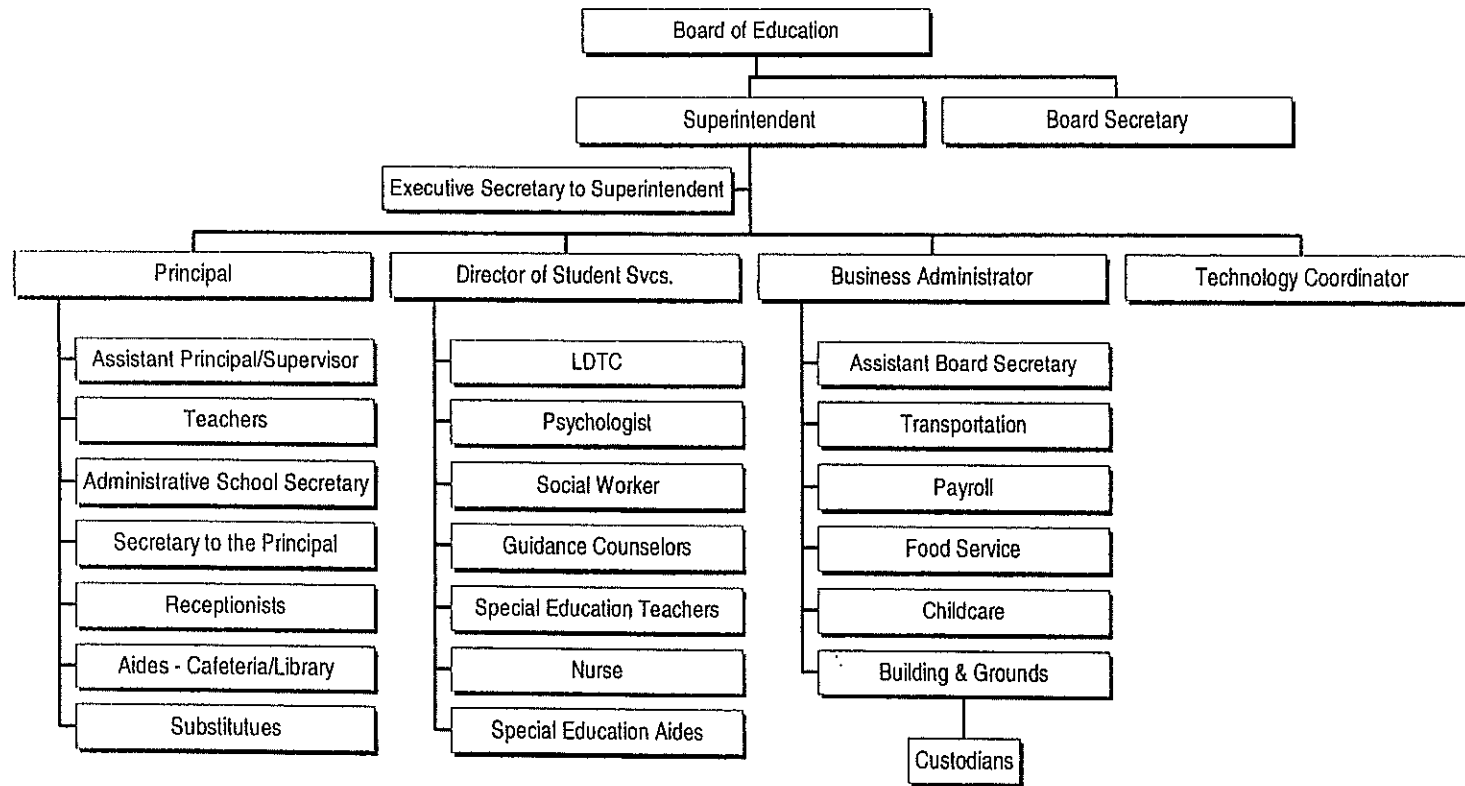 Board of Education
Superintendent
Board Secretary
Executive Secretary to Superintendent
Principal
Director of Student Svcs.
Business Administrator
Technology Coordinator
Assistant Principal/Supervisor
Teachers
Administrative School Secretary
Secretary to the Principal
Receptionists
Aides - Cafeteria/Library
Substitutues
LDTC
Psychologist
Social Worker
Guidance Counselors
Special Education Teachers
Nurse
Special Education Aides
Assistant Board Secretary
Transportation
Payroll
Food Service
Childcare
Building & Grounds
Custodians